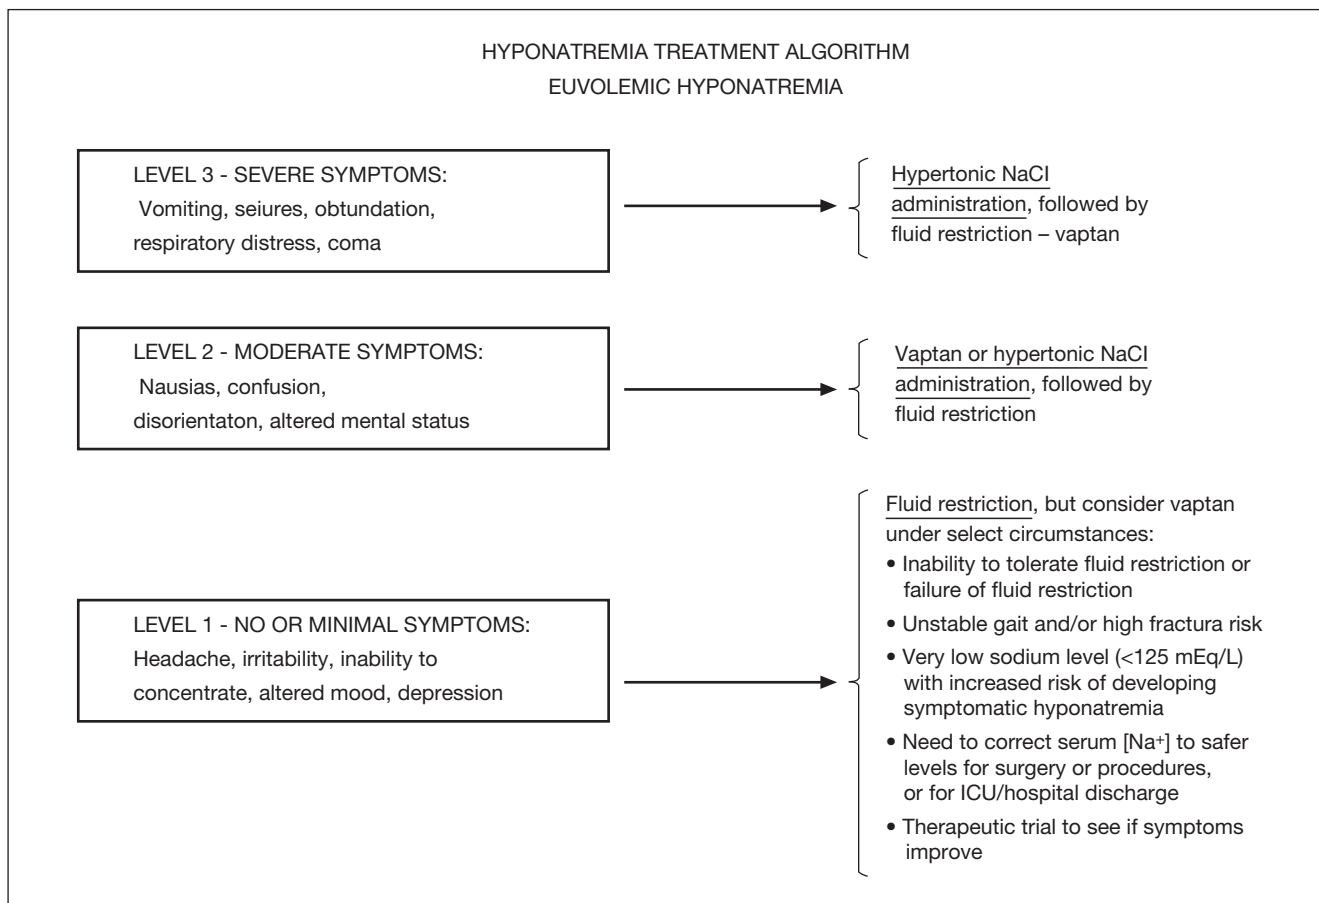 HYPONATREMIA TREATMENT ALGORITHM
EUVOLEMIC HYPONATREMIA
LEVEL 3 - SEVERE SYMPTOMS:
Vomiting, seiures, obtundation,
respiratory distress, coma
Hypertonic NaCl
administration, followed by
fluid restriction – vaptan
LEVEL 2 - MODERATE SYMPTOMS:
Nausias, confusion,
disorientaton, altered mental status
Vaptan or hypertonic NaCl
administration, followed by
fluid restriction
LEVEL 1 - NO OR MINIMAL SYMPTOMS:
Headache, irritability, inability to
concentrate, altered mood, depression
Fluid restriction, but consider vaptan
under select circumstances:
• Inability to tolerate fluid restriction or
failure of fluid restriction
• Unstable gait and/or high fractura risk
• Very low sodium level (<125 mEq/L)
with increased risk of developing
symptomatic hyponatremia
• Need to correct serum [Na⁺] to safer
levels for surgery or procedures,
or for ICU/hospital discharge
• Therapeutic trial to see if symptoms
improve